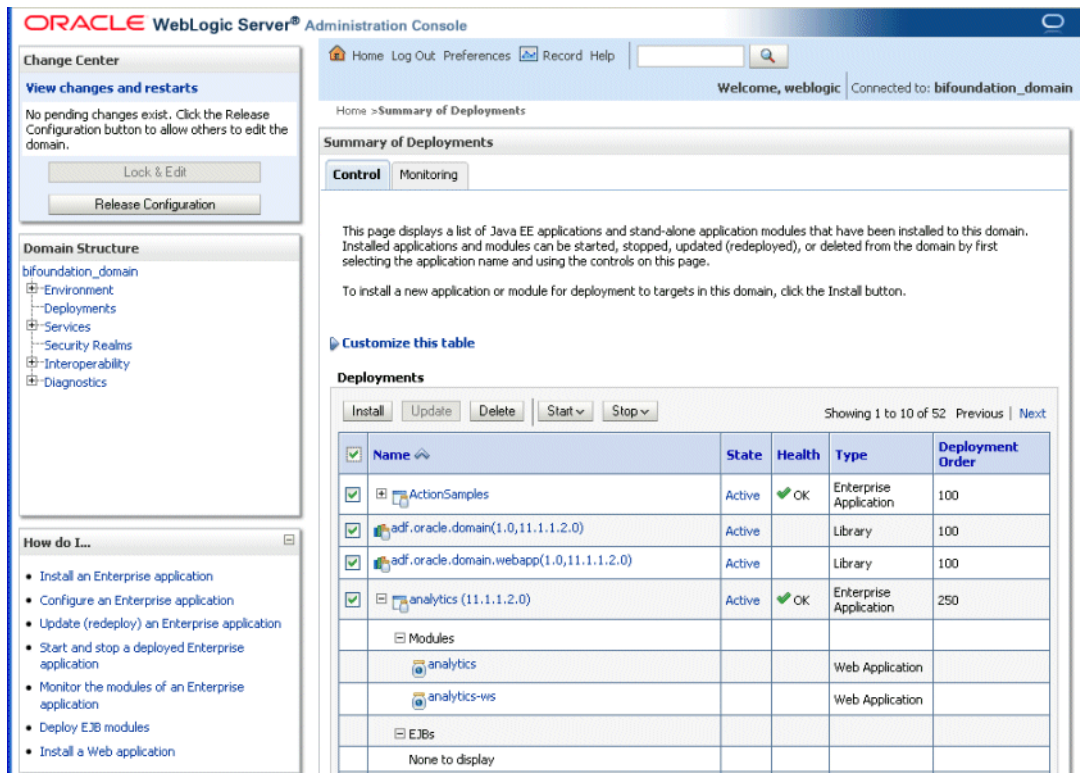 ORACLE WebLogic Server® Administration Console
Change Center
View changes and restarts
No pending changes exist. Click the Release
Configuration button to allow others to edit the
domain.
Lock & Edit
Release Configuration
Domain Structure
bifoundation_domain
Environment
Deployments
Services
Security Realms
Interoperability
Diagnostics
How do I...
Install an Enterprise application
Configure an Enterprise application
Update (redeploy) an Enterprise application
Start and stop a deployed Enterprise
application
Monitor the modules of an Enterprise
application
Deploy EJB modules
Install a Web application
Home Log Out Preferences Record Help
Welcome, weblogic Connected to: bifoundation_domain
Home >Summary of Deployments
Summary of Deployments
Control Monitoring
This page displays a list of Java EE applications and stand-alone application modules that have been installed to this domain.
Installed applications and modules can be started, stopped, updated (redeployed), or deleted from the domain by first
selecting the application name and using the controls on this page.
To install a new application or module for deployment to targets in this domain, click the Install button.
Customize this table
Deployments
Install Update Delete Start Stop Showing 1 to 10 of 52 Previous | Next
Name State Health Type Deployment
Order
ActionSamples Active OK Enterprise
Application 100
adf.oracle.domain(1.0,11.1.1.2.0) Active Library 100
adf.oracle.domain.webapp(1.0,11.1.1.2.0) Active Library 100
analytics (11.1.1.2.0) Active OK Enterprise
Application 250
Modules
analytics Web Application
analytics-ws Web Application
EJBs
None to display